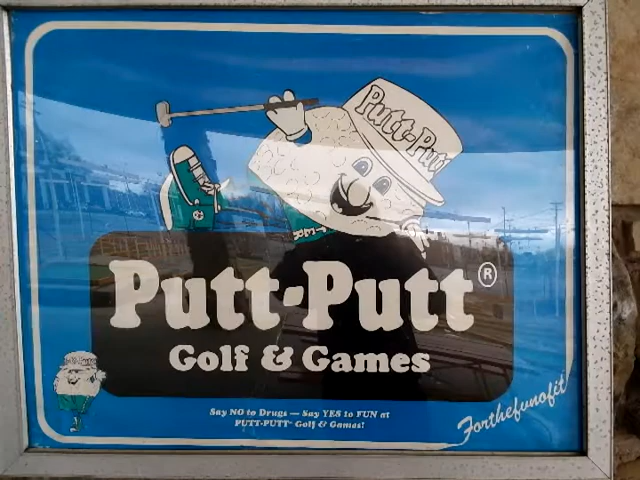 Putt-Putt
Putt-Putt®
Golf & Games
Say NO to Drugs — Say YES to FUN at
PUTT-PUTT® Golf & Games!
Forthefunofit